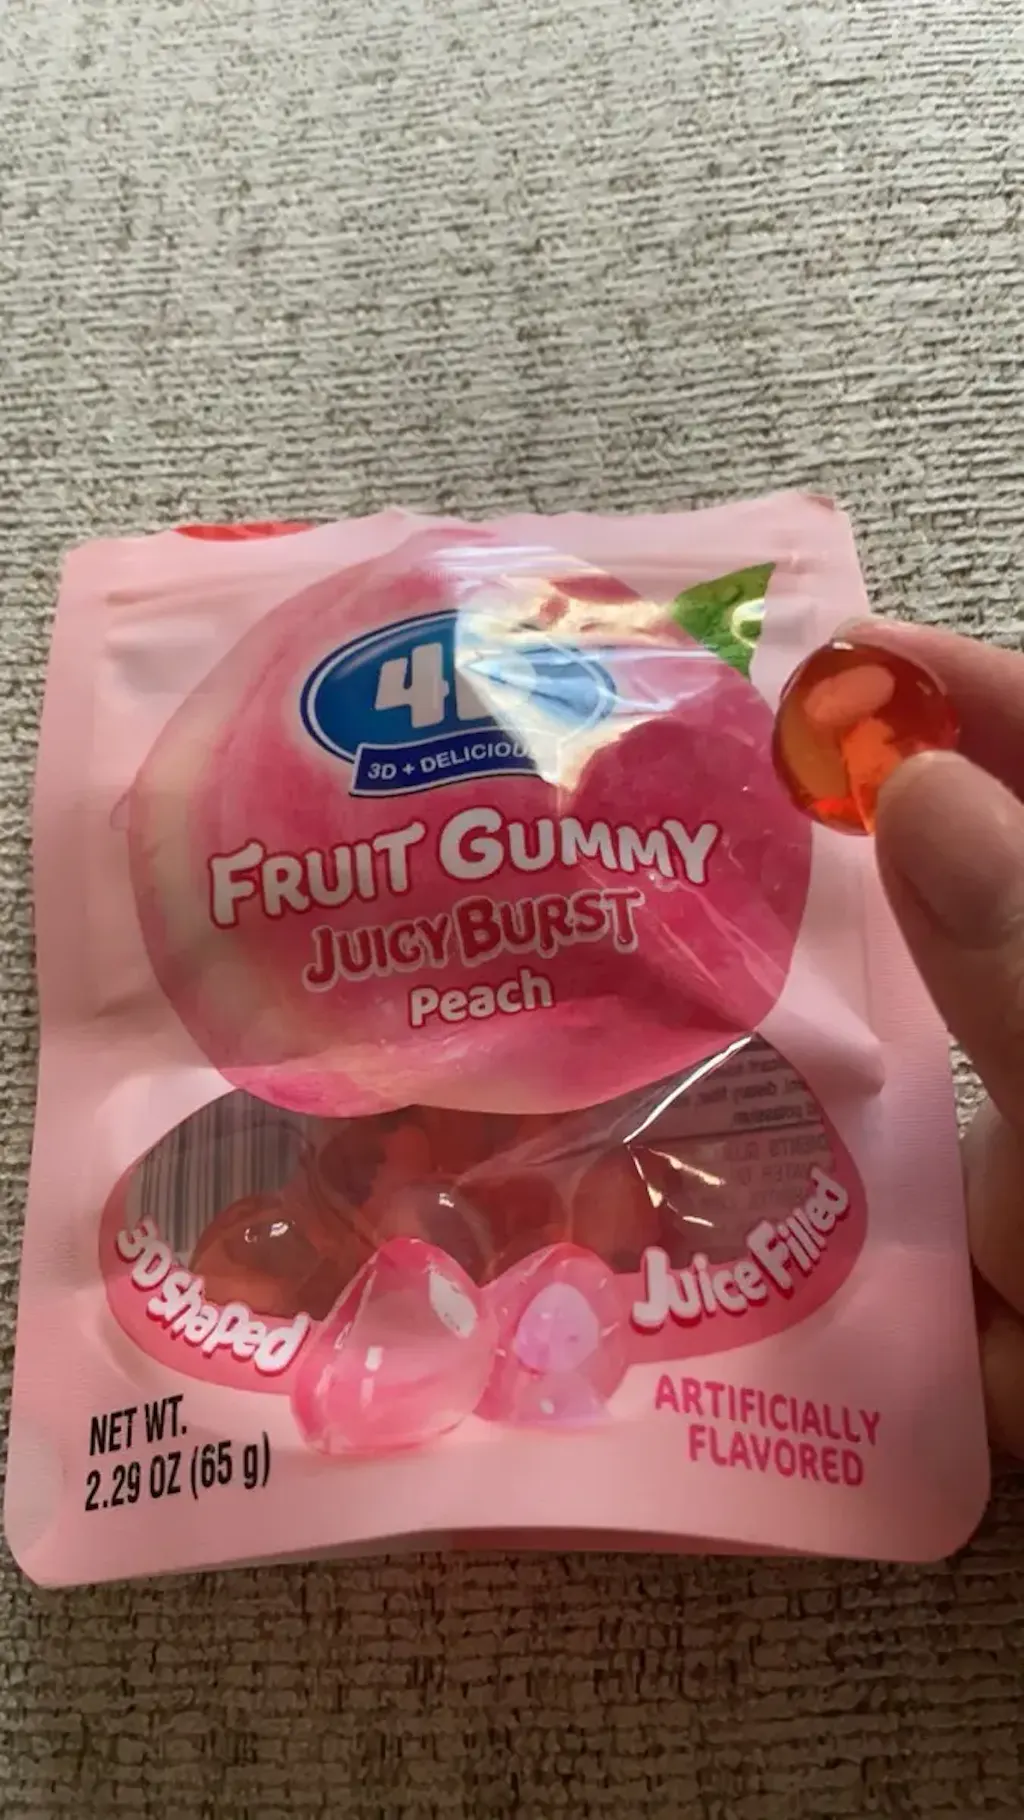 4D
3D + DELICIOUS
FRUIT GUMMY
JUICY BURST
Peach
3D Shaped
Juice Filled
NET WT.
2.29 OZ (65 g)
ARTIFICIALLY
FLAVORED